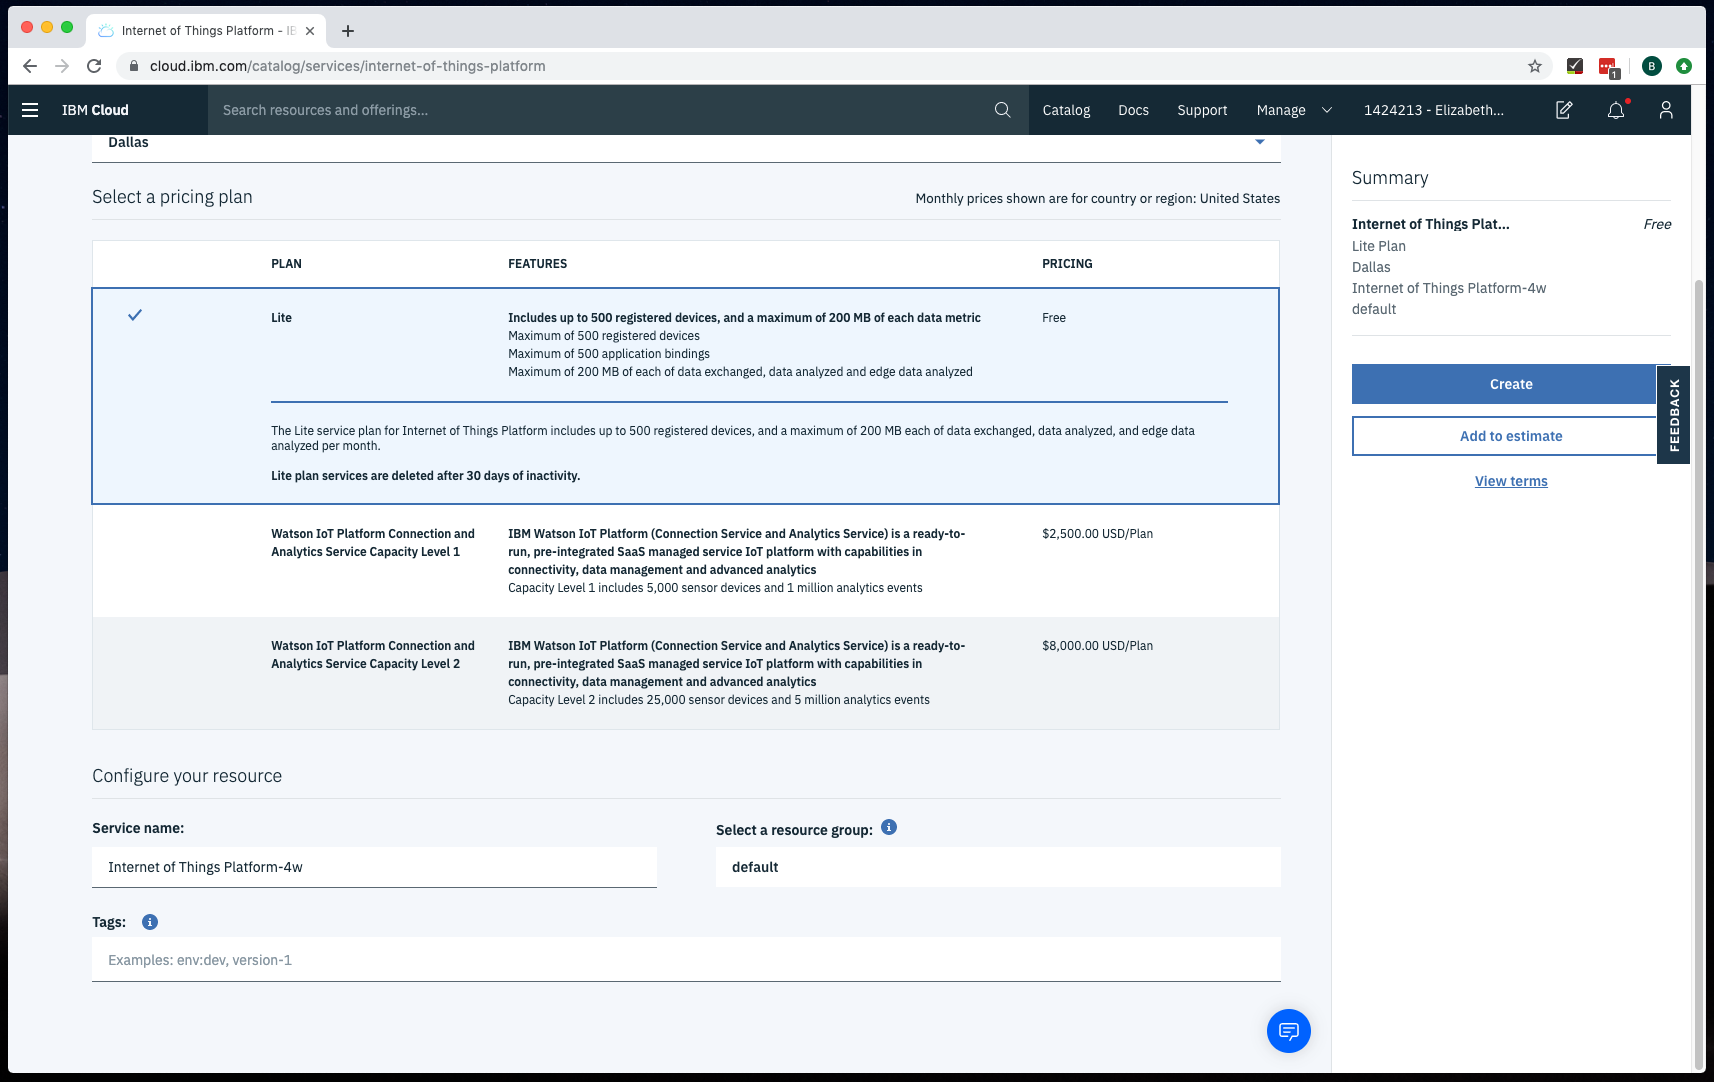 Internet of Things Platform - IB
cloud.ibm.com/catalog/services/internet-of-things-platform
1
B
IBM Cloud
Search resources and offerings...
Catalog
Docs
Support
Manage
1424213 - Elizabeth...
Dallas
Select a pricing plan
Monthly prices shown are for country or region: United States
PLAN
FEATURES
PRICING
Lite
Includes up to 500 registered devices, and a maximum of 200 MB of each data metric
Free
Maximum of 500 registered devices
Maximum of 500 application bindings
Maximum of 200 MB of each of data exchanged, data analyzed and edge data analyzed
The Lite service plan for Internet of Things Platform includes up to 500 registered devices, and a maximum of 200 MB each of data exchanged, data analyzed, and edge data
analyzed per month.
Lite plan services are deleted after 30 days of inactivity.
Watson IoT Platform Connection and
Analytics Service Capacity Level 1
IBM Watson IoT Platform (Connection Service and Analytics Service) is a ready-to-
run, pre-integrated SaaS managed service IoT platform with capabilities in
connectivity, data management and advanced analytics
Capacity Level 1 includes 5,000 sensor devices and 1 million analytics events
$2,500.00 USD/Plan
Watson IoT Platform Connection and
Analytics Service Capacity Level 2
IBM Watson IoT Platform (Connection Service and Analytics Service) is a ready-to-
run, pre-integrated SaaS managed service IoT platform with capabilities in
connectivity, data management and advanced analytics
Capacity Level 2 includes 25,000 sensor devices and 5 million analytics events
$8,000.00 USD/Plan
Configure your resource
Service name:
Internet of Things Platform-4w
Select a resource group:
default
Tags:
Examples: env:dev, version-1
Summary
Internet of Things Plat...
Free
Lite Plan
Dallas
Internet of Things Platform-4w
default
Create
Add to estimate
View terms
FEEDBACK